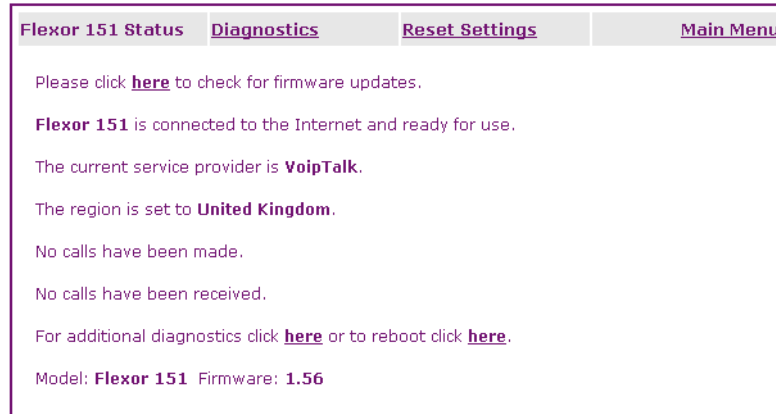 Flexor 151 Status Diagnostics Reset Settings Main Menu
Please click here to check for firmware updates.
Flexor 151 is connected to the Internet and ready for use.
The current service provider is VoipTalk.
The region is set to United Kingdom.
No calls have been made.
No calls have been received.
For additional diagnostics click here or to reboot click here.
Model: Flexor 151 Firmware: 1.56